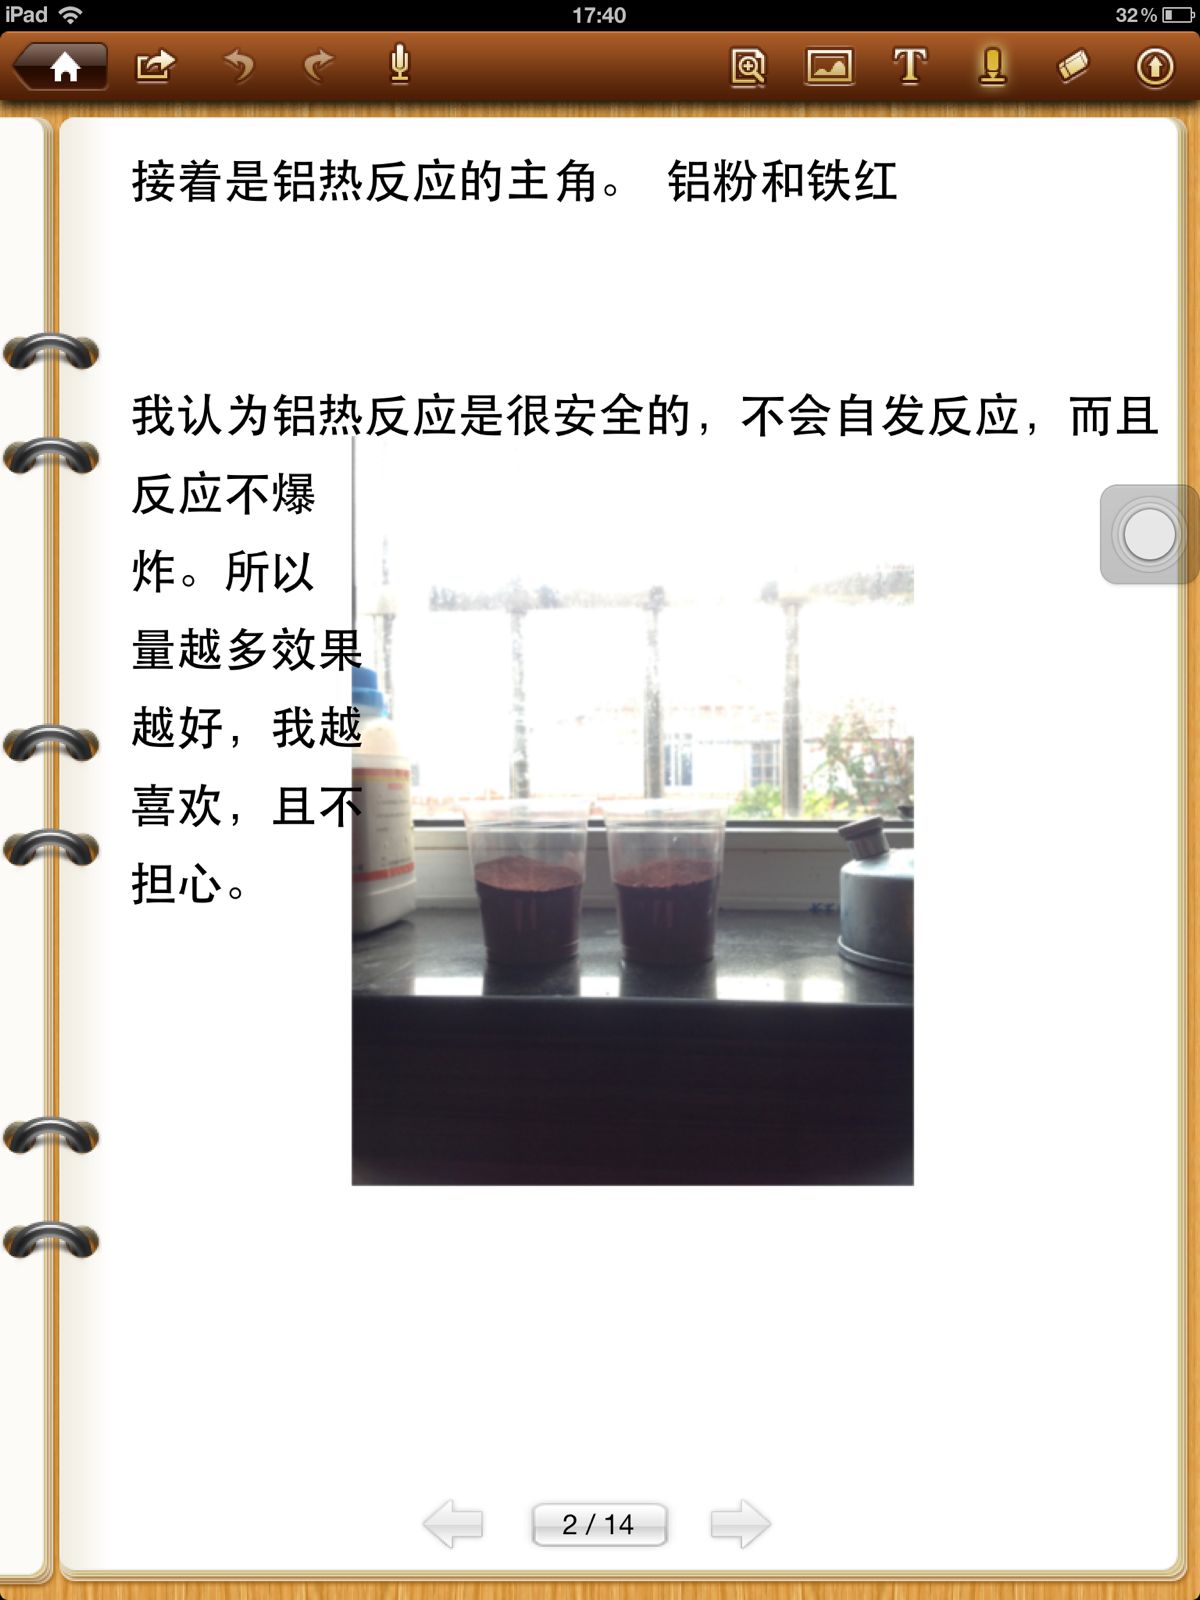 iPad
17:40
32%
接着是铝热反应的主角。 铝粉和铁红
我认为铝热反应是很安全的，不会自发反应，而且
反应不爆
炸。所以
量越多效果
越好，我越
喜欢，且不
担心。
2 / 14